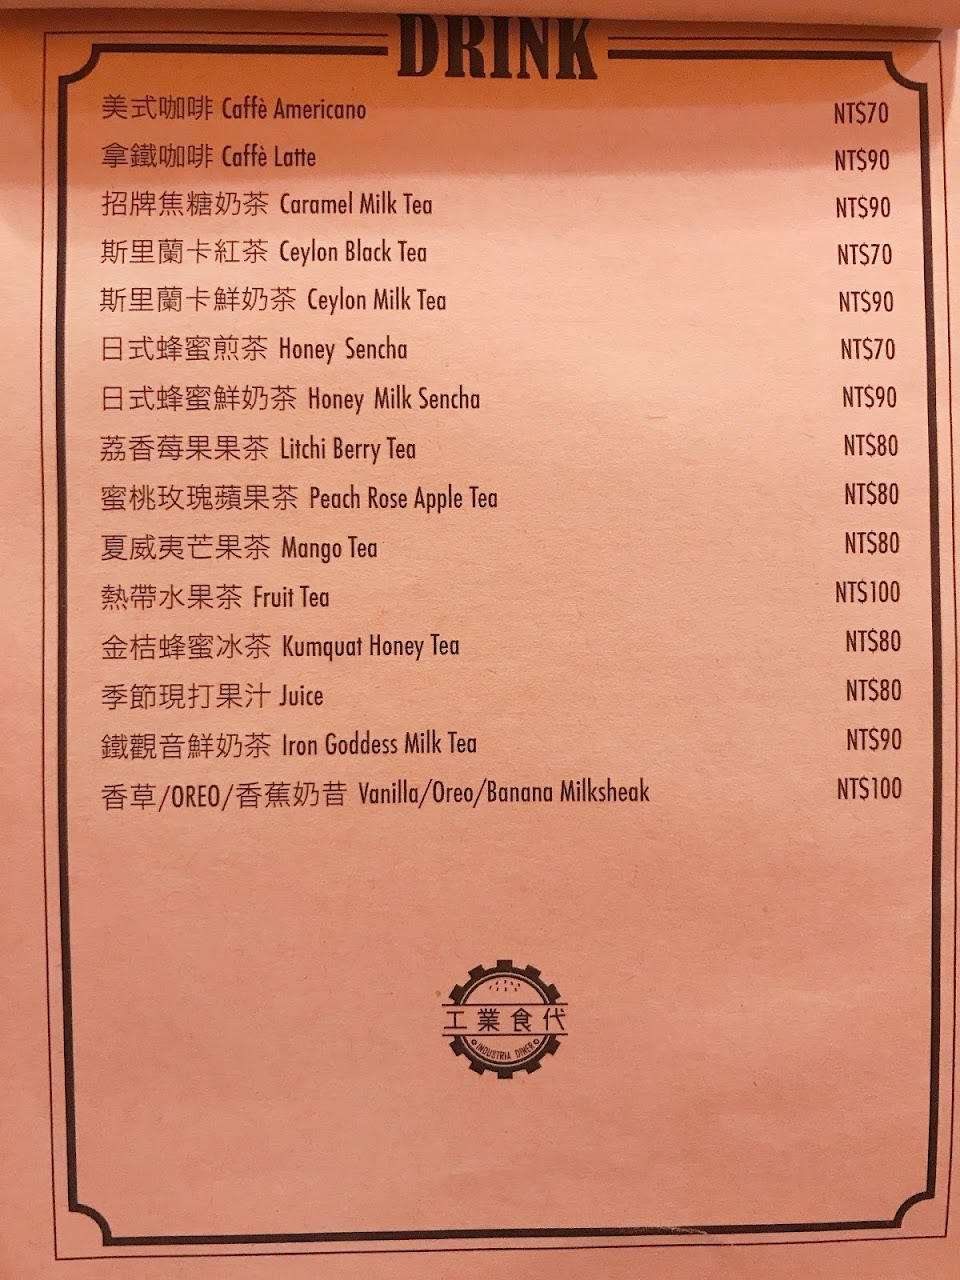 DRINK
美式咖啡 Caffè Americano NT$70
拿鐵咖啡 Caffè Latte NT$90
招牌焦糖奶茶 Caramel Milk Tea NT$90
斯里蘭卡紅茶 Ceylon Black Tea NT$70
斯里蘭卡鮮奶茶 Ceylon Milk Tea NT$90
日式蜂蜜煎茶 Honey Sencha NT$70
日式蜂蜜鮮奶茶 Honey Milk Sencha NT$90
荔香莓果果茶 Litchi Berry Tea NT$80
蜜桃玫瑰蘋果茶 Peach Rose Apple Tea NT$80
夏威夷芒果茶 Mango Tea NT$80
熱帶水果茶 Fruit Tea NT$100
金桔蜂蜜冰茶 Kumquat Honey Tea NT$80
季節現打果汁 Juice NT$80
鐵觀音鮮奶茶 Iron Goddess Milk Tea NT$90
香草/OREO/香蕉奶昔 Vanilla/Oreo/Banana Milksheak NT$100
工業食代
INDUSTRIA DINER